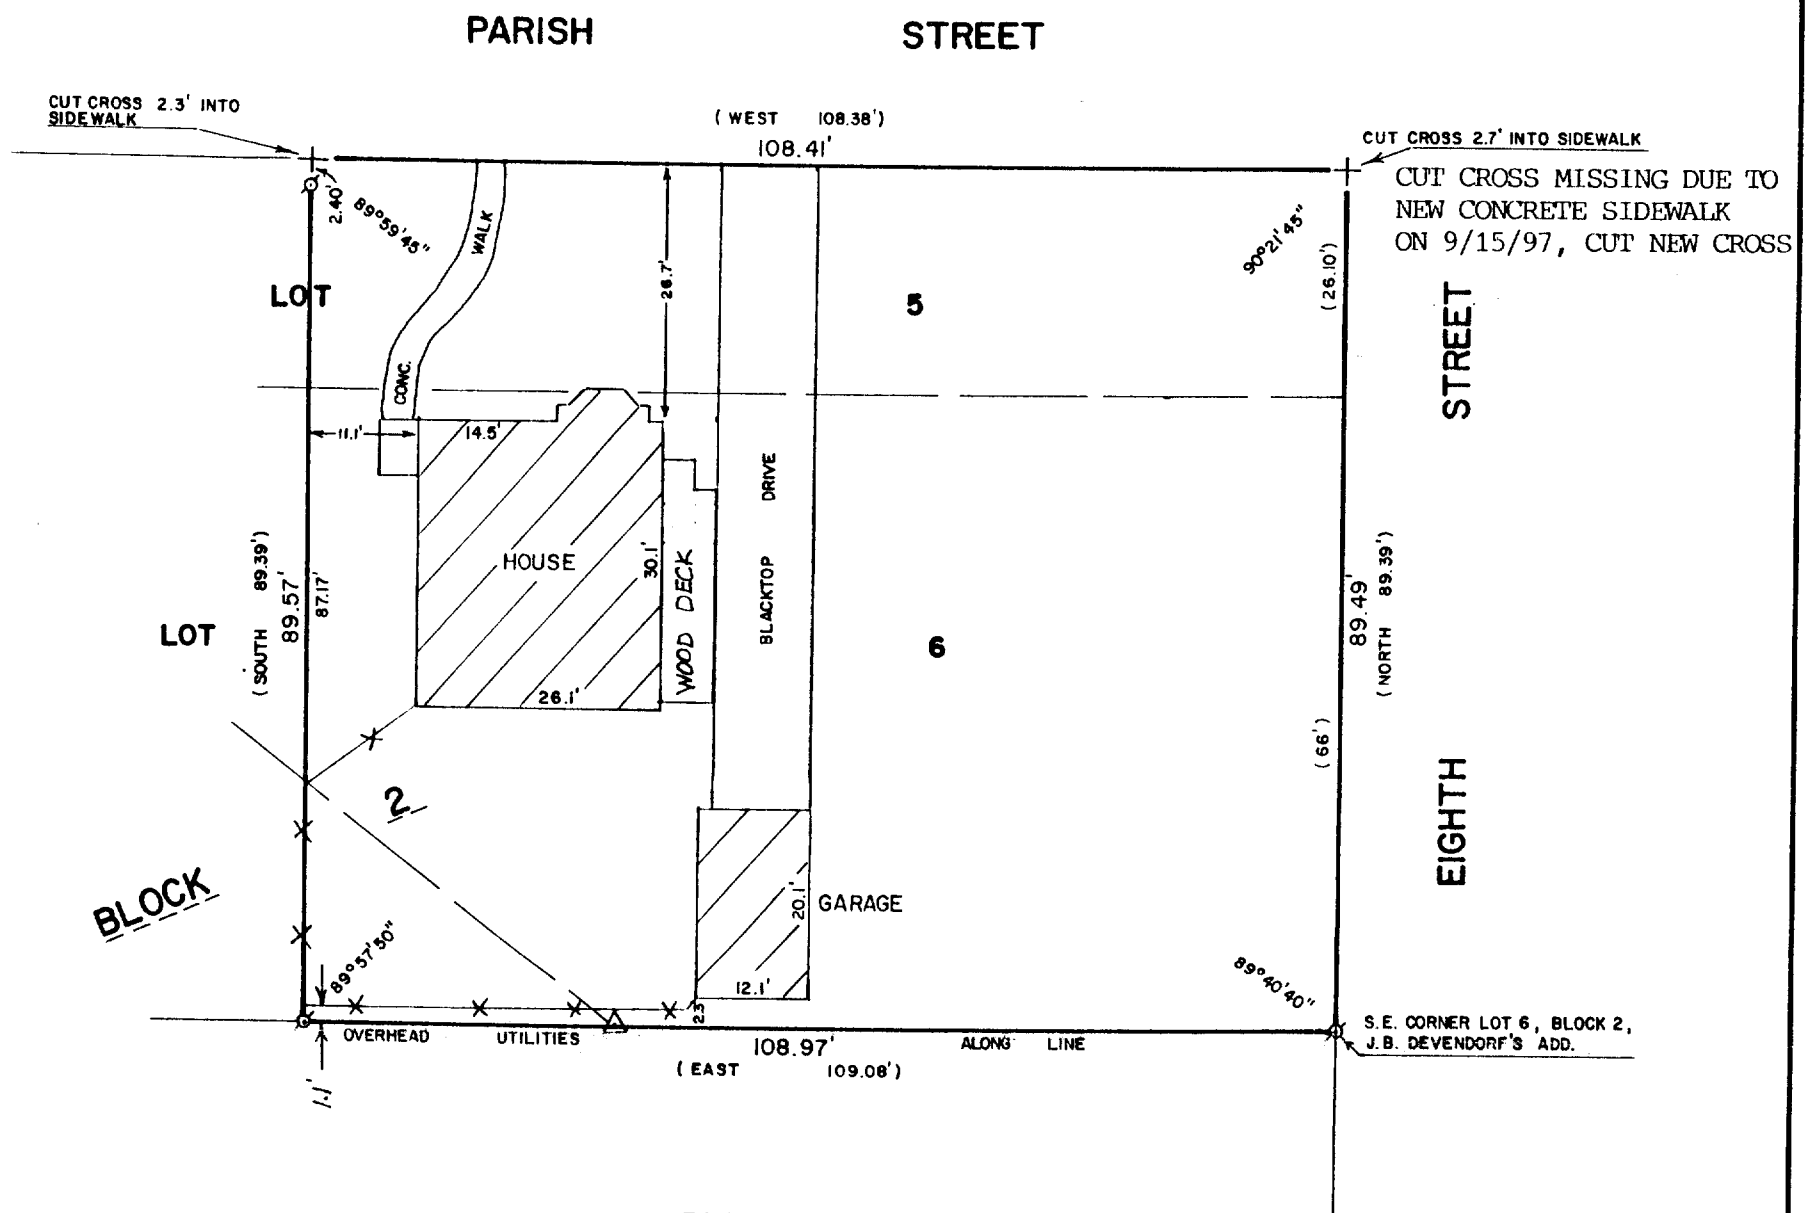 PARISH STREET
CUT CROSS 2.3' INTO
SIDEWALK
( WEST 108.38' )
108.41'
CUT CROSS 2.7' INTO SIDEWALK
CUT CROSS MISSING DUE TO
NEW CONCRETE SIDEWALK
ON 9/15/97, CUT NEW CROSS
2.40'
89°59'45"
WALK
CONC.
26.7'
90°21'45"
(26.10')
LOT 5
STREET
11.1'
14.5'
HOUSE
30.1'
26.1'
WOOD DECK
BLACKTOP DRIVE
LOT 6
(SOUTH 89.39')
89.57'
87.17'
89.49'
(NORTH 89.39')
(66')
EIGHTH
BLOCK 2
89°57'50"
20.1'
GARAGE
12.1'
2.3
89°40'40"
S.E. CORNER LOT 6, BLOCK 2,
J.B. DEVENDORF'S ADD.
OVERHEAD UTILITIES ALONG LINE
108.97'
( EAST 109.08' )
1.1'